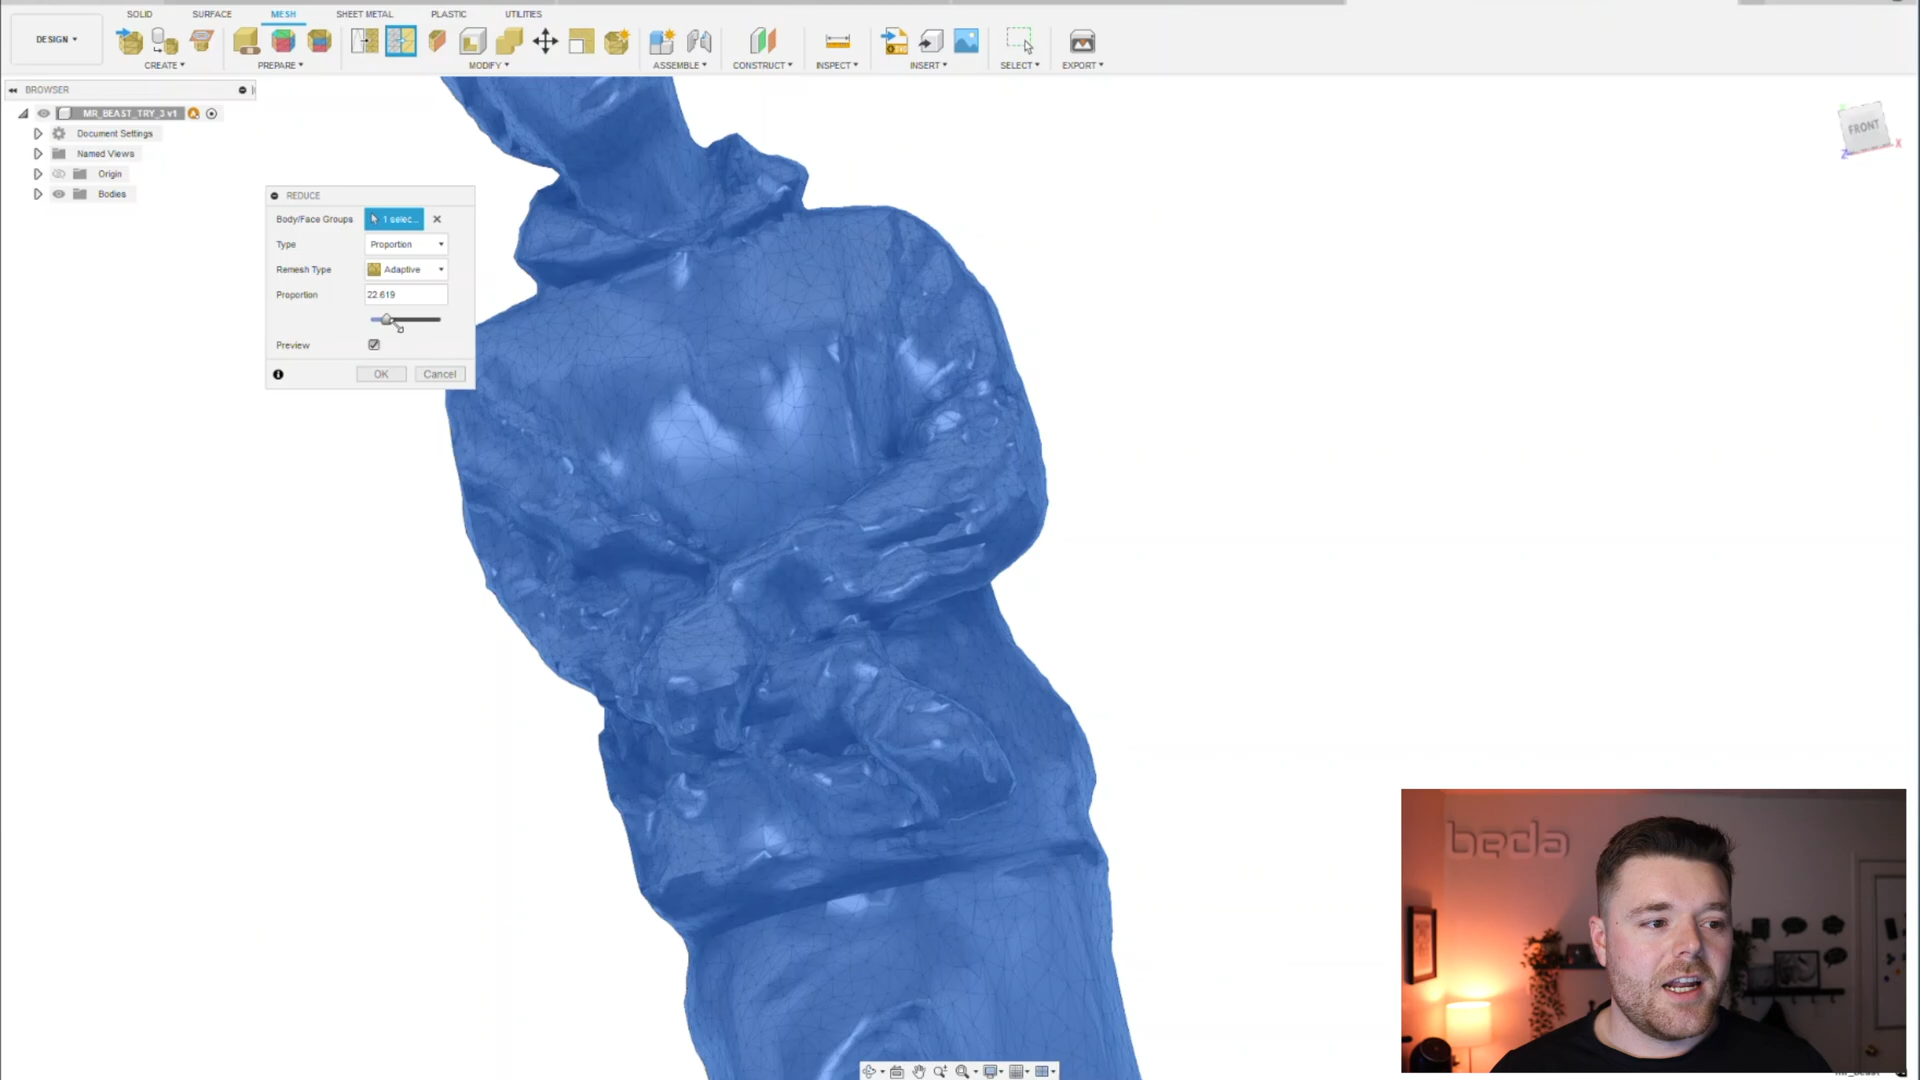 SOLID SURFACE MESH SHEET METAL PLASTIC UTILITIES
DESIGN
CREATE PREPARE MODIFY ASSEMBLE CONSTRUCT INSPECT INSERT SELECT EXPORT
BROWSER
MR_BEAST_TRY_3 v1
Document Settings
Named Views
Origin
Bodies
REDUCE
Body/Face Groups 1 selec...
Type Proportion
Remesh Type Adaptive
Proportion 22.619
Preview
OK Cancel
FRONT
X
Z
beda